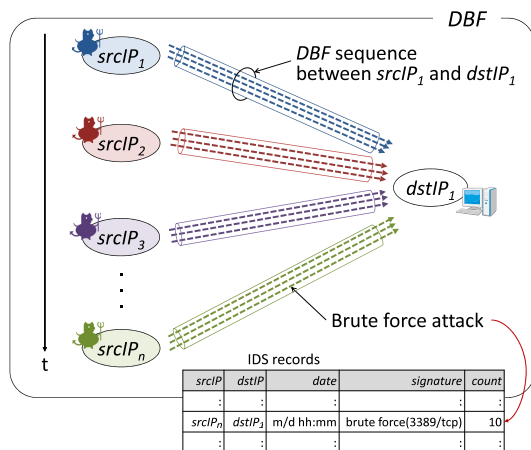 DBF
srcIP1
DBF sequence
between srcIP1 and dstIP1
srcIP2
dstIP1
srcIP3
. . .
srcIPn
t
Brute force attack
IDS records
srcIP dstIP date signature count
: : : : :
srcIPn dstIP1 m/d hh:mm brute force(3389/tcp) 10
: : : : :